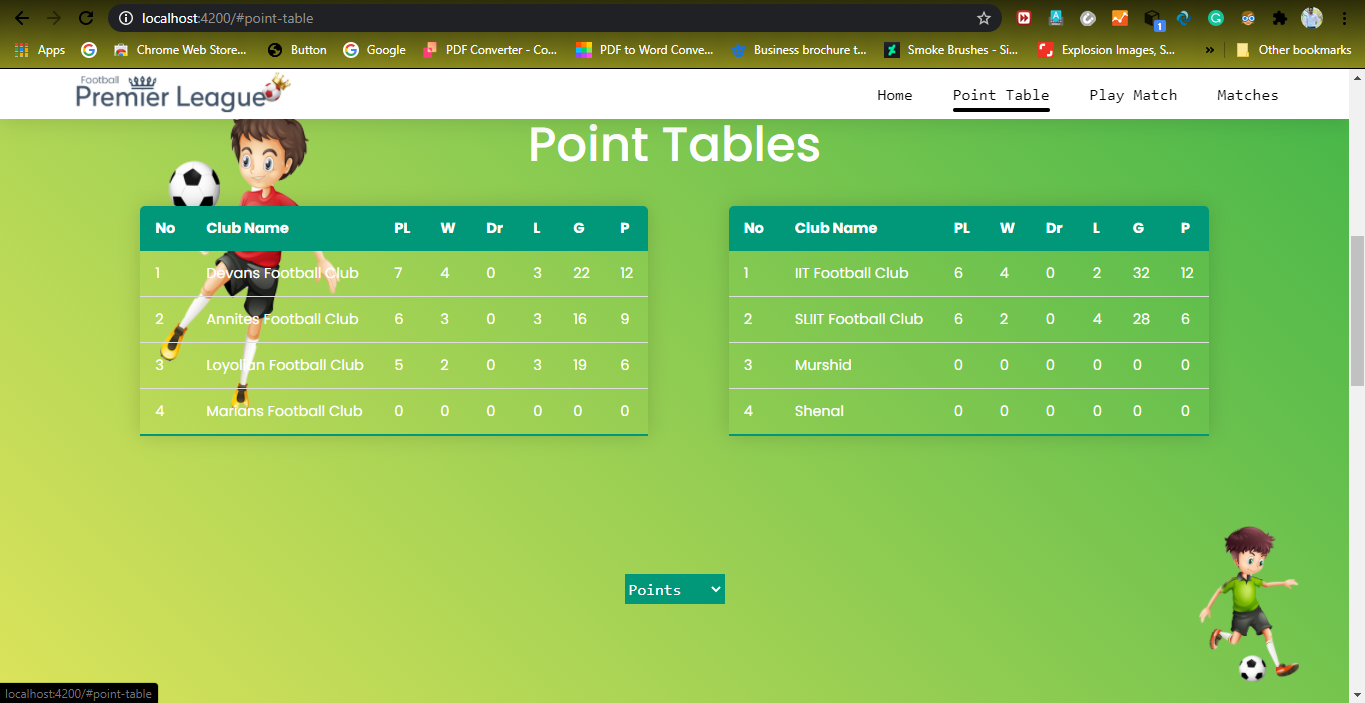 localhost:4200/#point-table
1
Apps Chrome Web Store... Button Google PDF Converter - Co... PDF to Word Conve... Business brochure t... Smoke Brushes - Si... Explosion Images, S... » Other bookmarks
Football
Premier League
Home Point Table Play Match Matches
Point Tables
No Club Name PL W Dr L G P
1 Devans Football Club 7 4 0 3 22 12
2 Annites Football Club 6 3 0 3 16 9
3 Loyolian Football Club 5 2 0 3 19 6
4 Marians Football Club 0 0 0 0 0 0
No Club Name PL W Dr L G P
1 IIT Football Club 6 4 0 2 32 12
2 SLIIT Football Club 6 2 0 4 28 6
3 Murshid 0 0 0 0 0 0
4 Shenal 0 0 0 0 0 0
Points
localhost:4200/#point-table